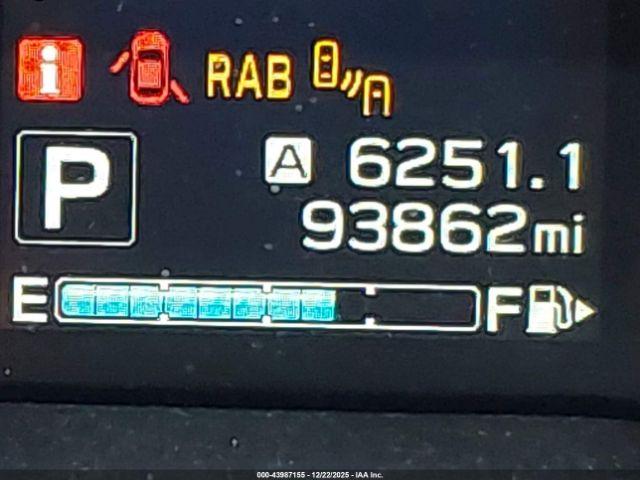 i RAB A
P A 6251.1
93862mi
E F
000-43987155 - 12/22/2025 - IAA Inc.